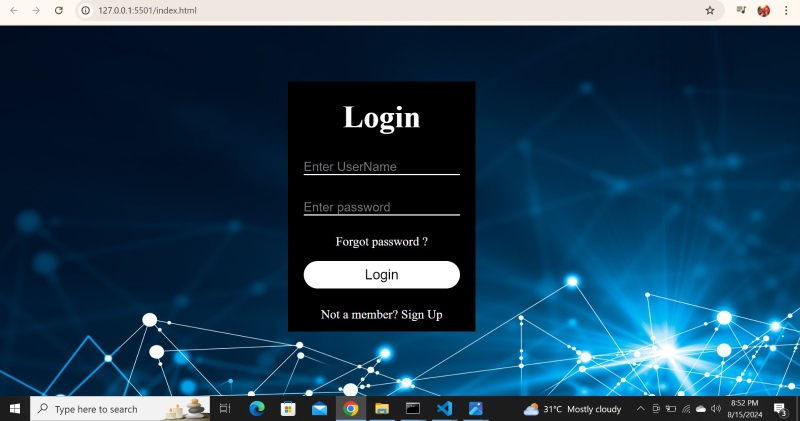 127.0.0.1:5501/index.html
Login
Enter UserName
Enter password
Forgot password ?
Login
Not a member? Sign Up
Type here to search
31°C Mostly cloudy
8:52 PM
8/15/2024
3